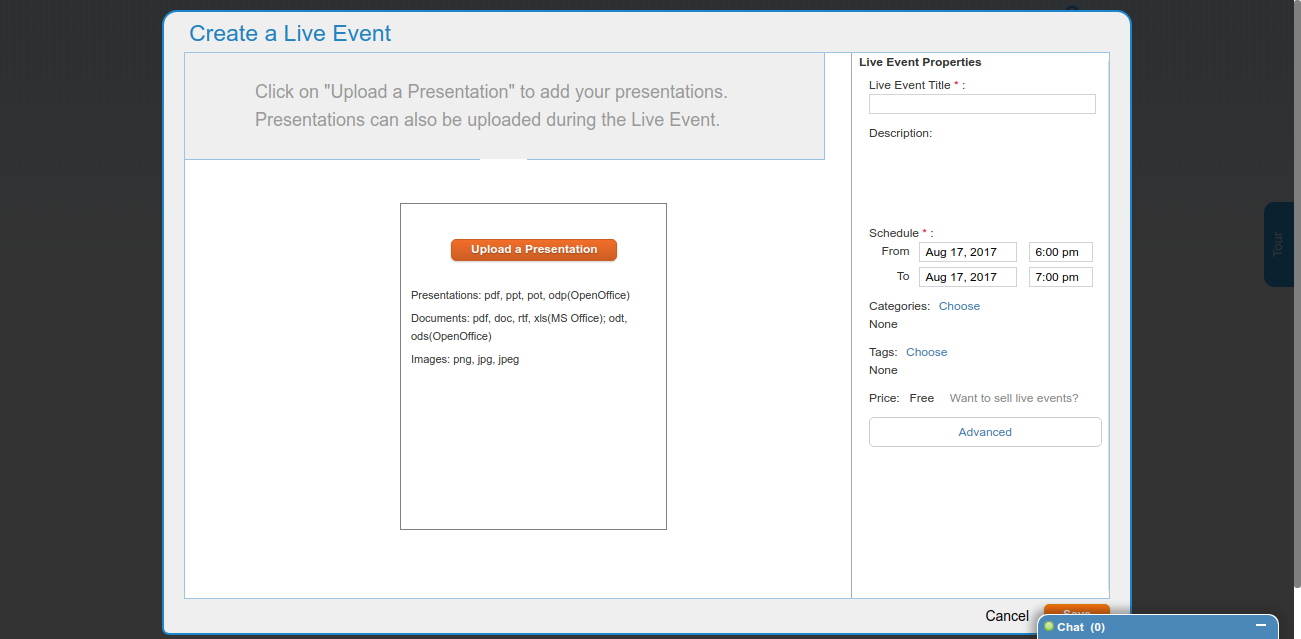 Create a Live Event
Click on "Upload a Presentation" to add your presentations.
Presentations can also be uploaded during the Live Event.
Upload a Presentation
Presentations: pdf, ppt, pot, odp(OpenOffice)
Documents: pdf, doc, rtf, xls(MS Office); odt,
ods(OpenOffice)
Images: png, jpg, jpeg
Live Event Properties
Live Event Title * :
Description:
Schedule * :
From Aug 17, 2017 6:00 pm
To Aug 17, 2017 7:00 pm
Categories: Choose
None
Tags: Choose
None
Price: Free Want to sell live events?
Advanced
Tour
Cancel Save
Chat (0)